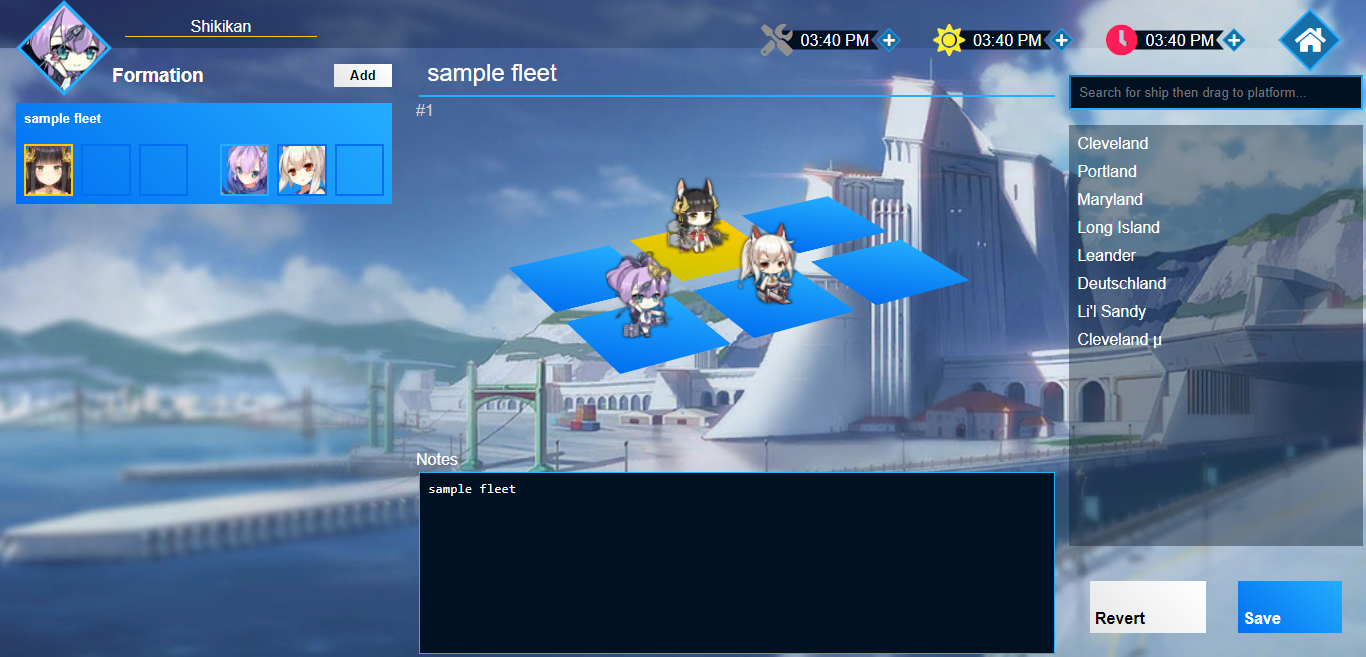 Shikikan
03:40 PM
03:40 PM
03:40 PM
Formation
Add
sample fleet
sample fleet
#1
Search for ship then drag to platform...
Cleveland
Portland
Maryland
Long Island
Leander
Deutschland
Li'l Sandy
Cleveland µ
Notes
sample fleet
Revert
Save